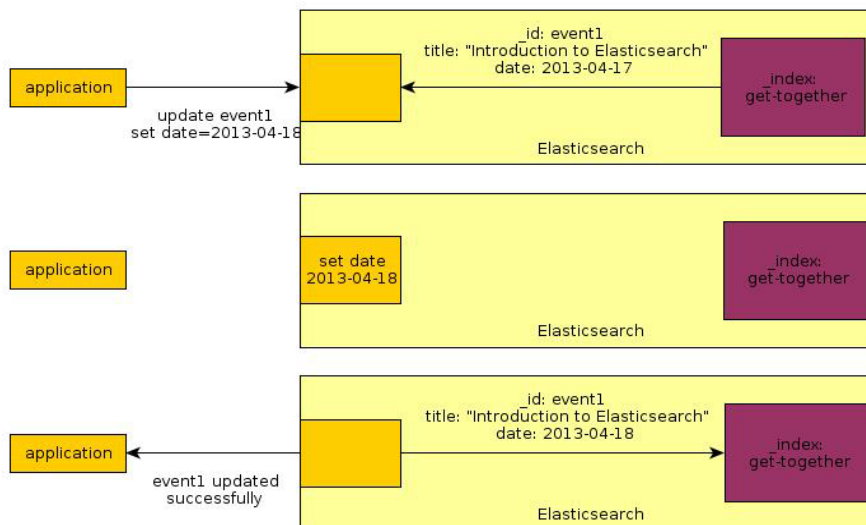 _id: event1
title: "Introduction to Elasticsearch"
date: 2013-04-17
application
_index:
get-together
update event1
set date=2013-04-18
Elasticsearch
application
set date
2013-04-18
_index:
get-together
Elasticsearch
_id: event1
title: "Introduction to Elasticsearch"
date: 2013-04-18
application
_index:
get-together
event1 updated
successfully
Elasticsearch